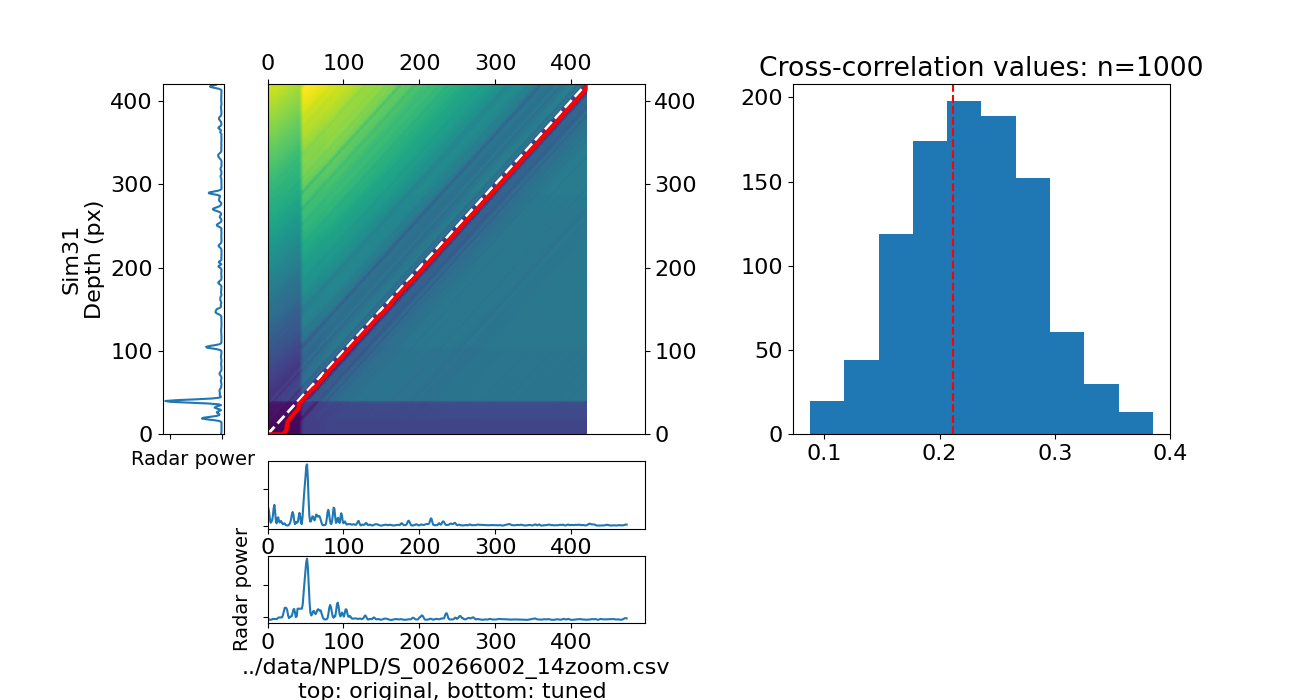 0 100 200 300 400
Cross-correlation values: n=1000
400
300
200
100
0
Sim31
Depth (px)
Radar power
400
300
200
100
0
200
150
100
50
0
0.1 0.2 0.3 0.4
0 100 200 300 400
Radar power
0 100 200 300 400
../data/NPLD/S_00266002_14zoom.csv
top: original, bottom: tuned